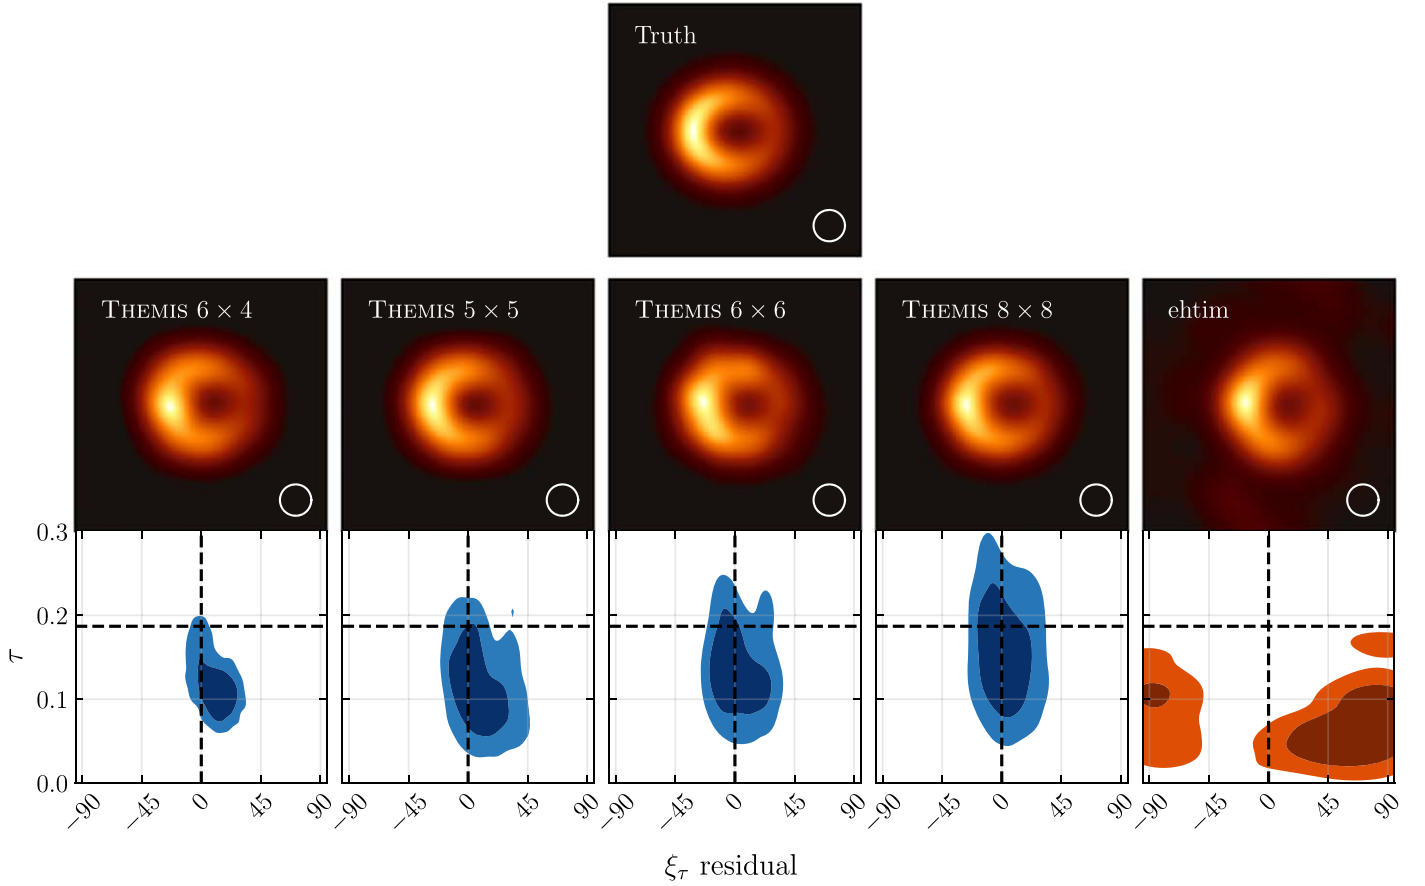 Truth
THEMIS 6 × 4
THEMIS 5 × 5
THEMIS 6 × 6
THEMIS 8 × 8
ehtim
τ
0.3
0.2
0.1
0.0
−90 −45 0 45 90
−90 −45 0 45 90
−90 −45 0 45 90
−90 −45 0 45 90
−90 −45 0 45 90
ξτ residual